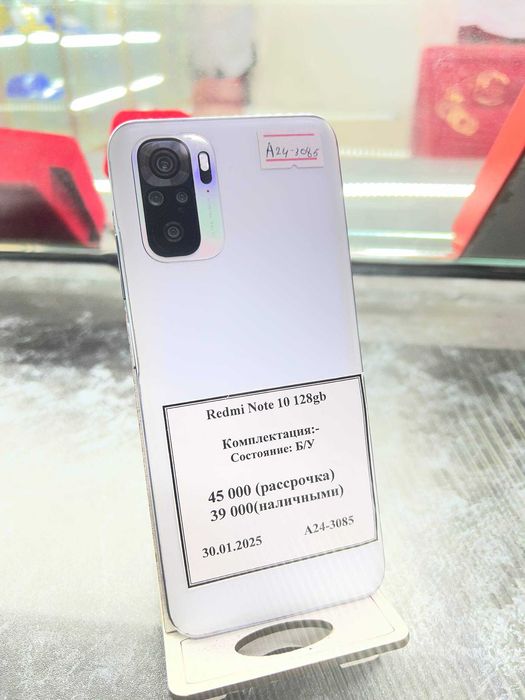 A24-3085
Redmi Note 10 128gb
Комплектация:-
Состояние: Б/У
45 000 (рассрочка)
39 000(наличными)
30.01.2025
A24-3085